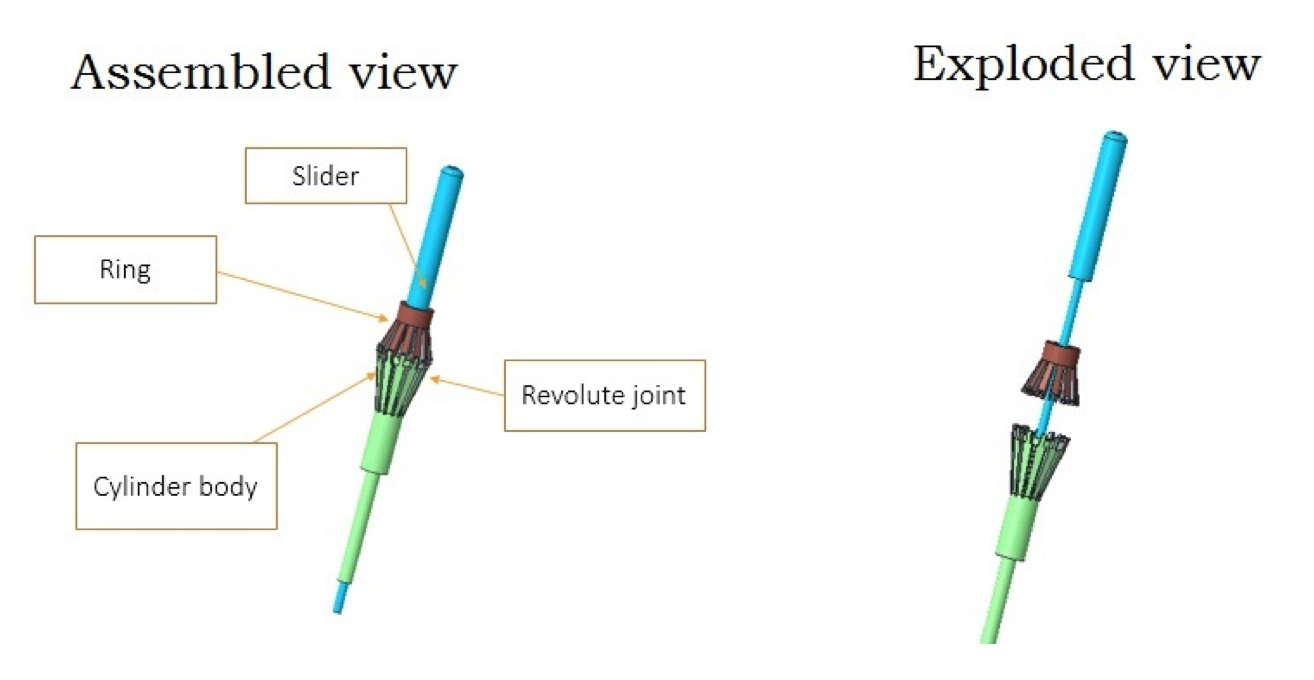 Assembled view
Exploded view
Slider
Ring
Revolute joint
Cylinder body